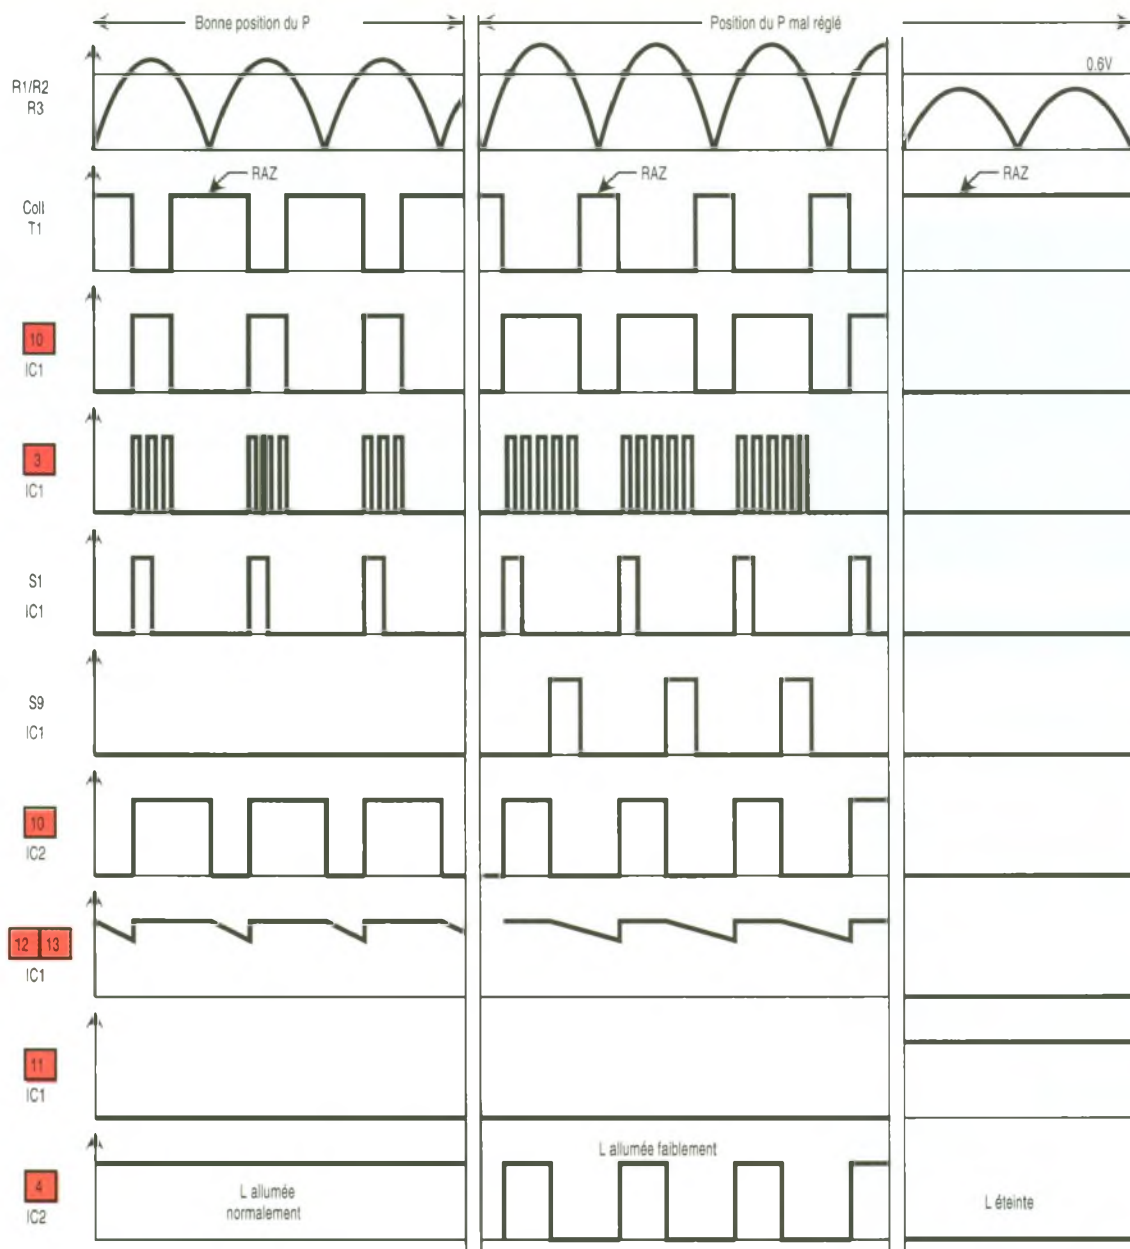 Bonne position du P
Position du P mal réglé
R1/R2
R3
0.6V
Coll
T1
RAZ
RAZ
RAZ
10
IC1
3
IC1
S1
IC1
S9
IC1
10
IC2
12 13
IC1
11
IC1
4
IC2
L allumée
normalement
L allumée faiblement
L éteinte